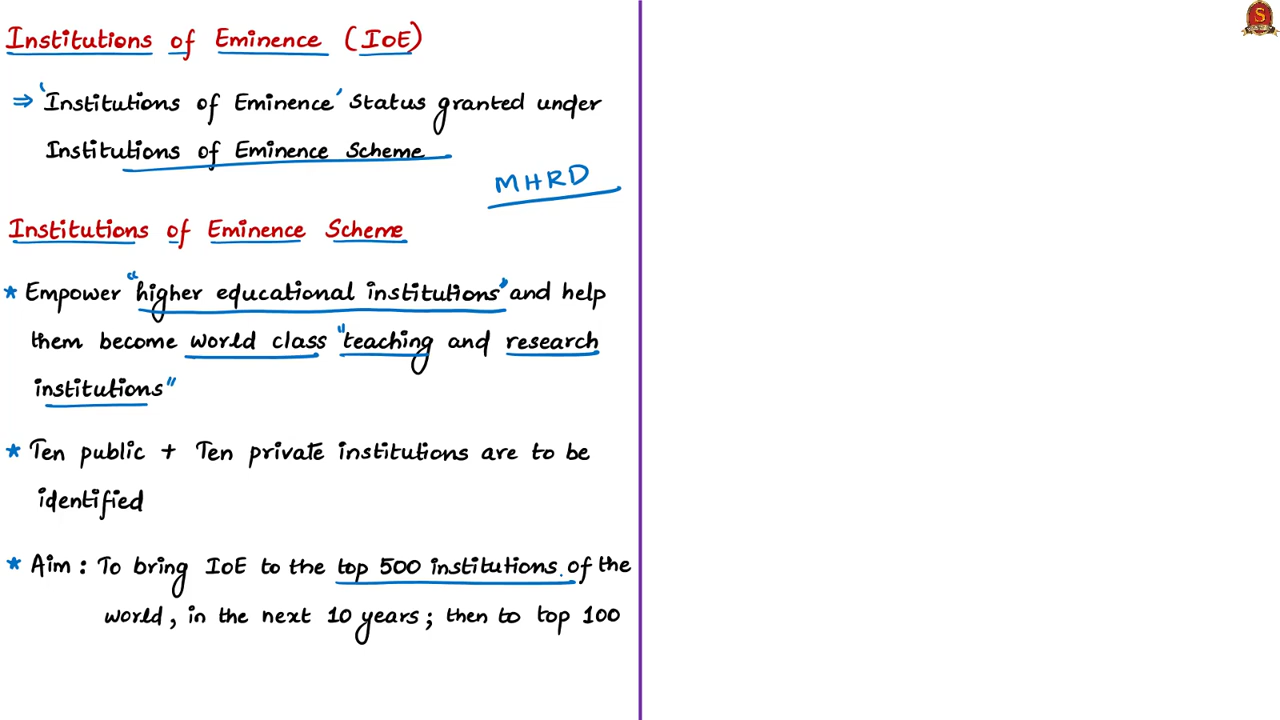 Institutions of Eminence (IoE)
⇒ 'Institutions of Eminence' Status granted under
Institutions of Eminence Scheme
MHRD
Institutions of Eminence Scheme
* Empower "higher educational institutions" and help
them become world class "teaching and research
institutions"
* Ten public + Ten private institutions are to be
identified
* Aim : To bring IoE to the top 500 institutions of the
world, in the next 10 years; then to top 100
S